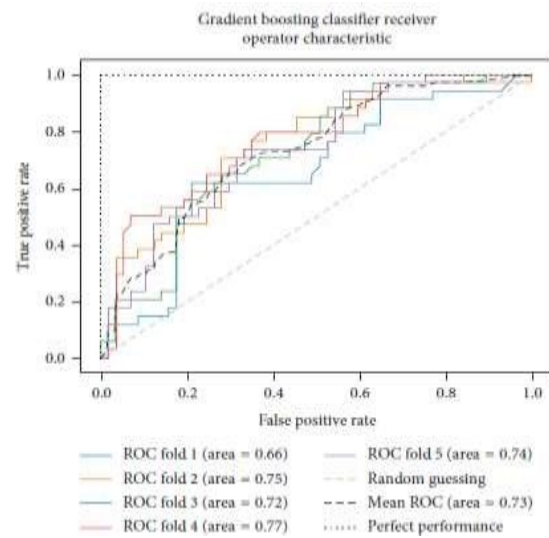 Gradient boosting classifier receiver
operator characteristic
1.0
0.8
0.6
0.4
0.2
0.0
True positive rate
0.0 0.2 0.4 0.6 0.8 1.0
False positive rate
ROC fold 1 (area = 0.66)
ROC fold 2 (area = 0.75)
ROC fold 3 (area = 0.72)
ROC fold 4 (area = 0.77)
ROC fold 5 (area = 0.74)
Random guessing
Mean ROC (area = 0.73)
Perfect performance